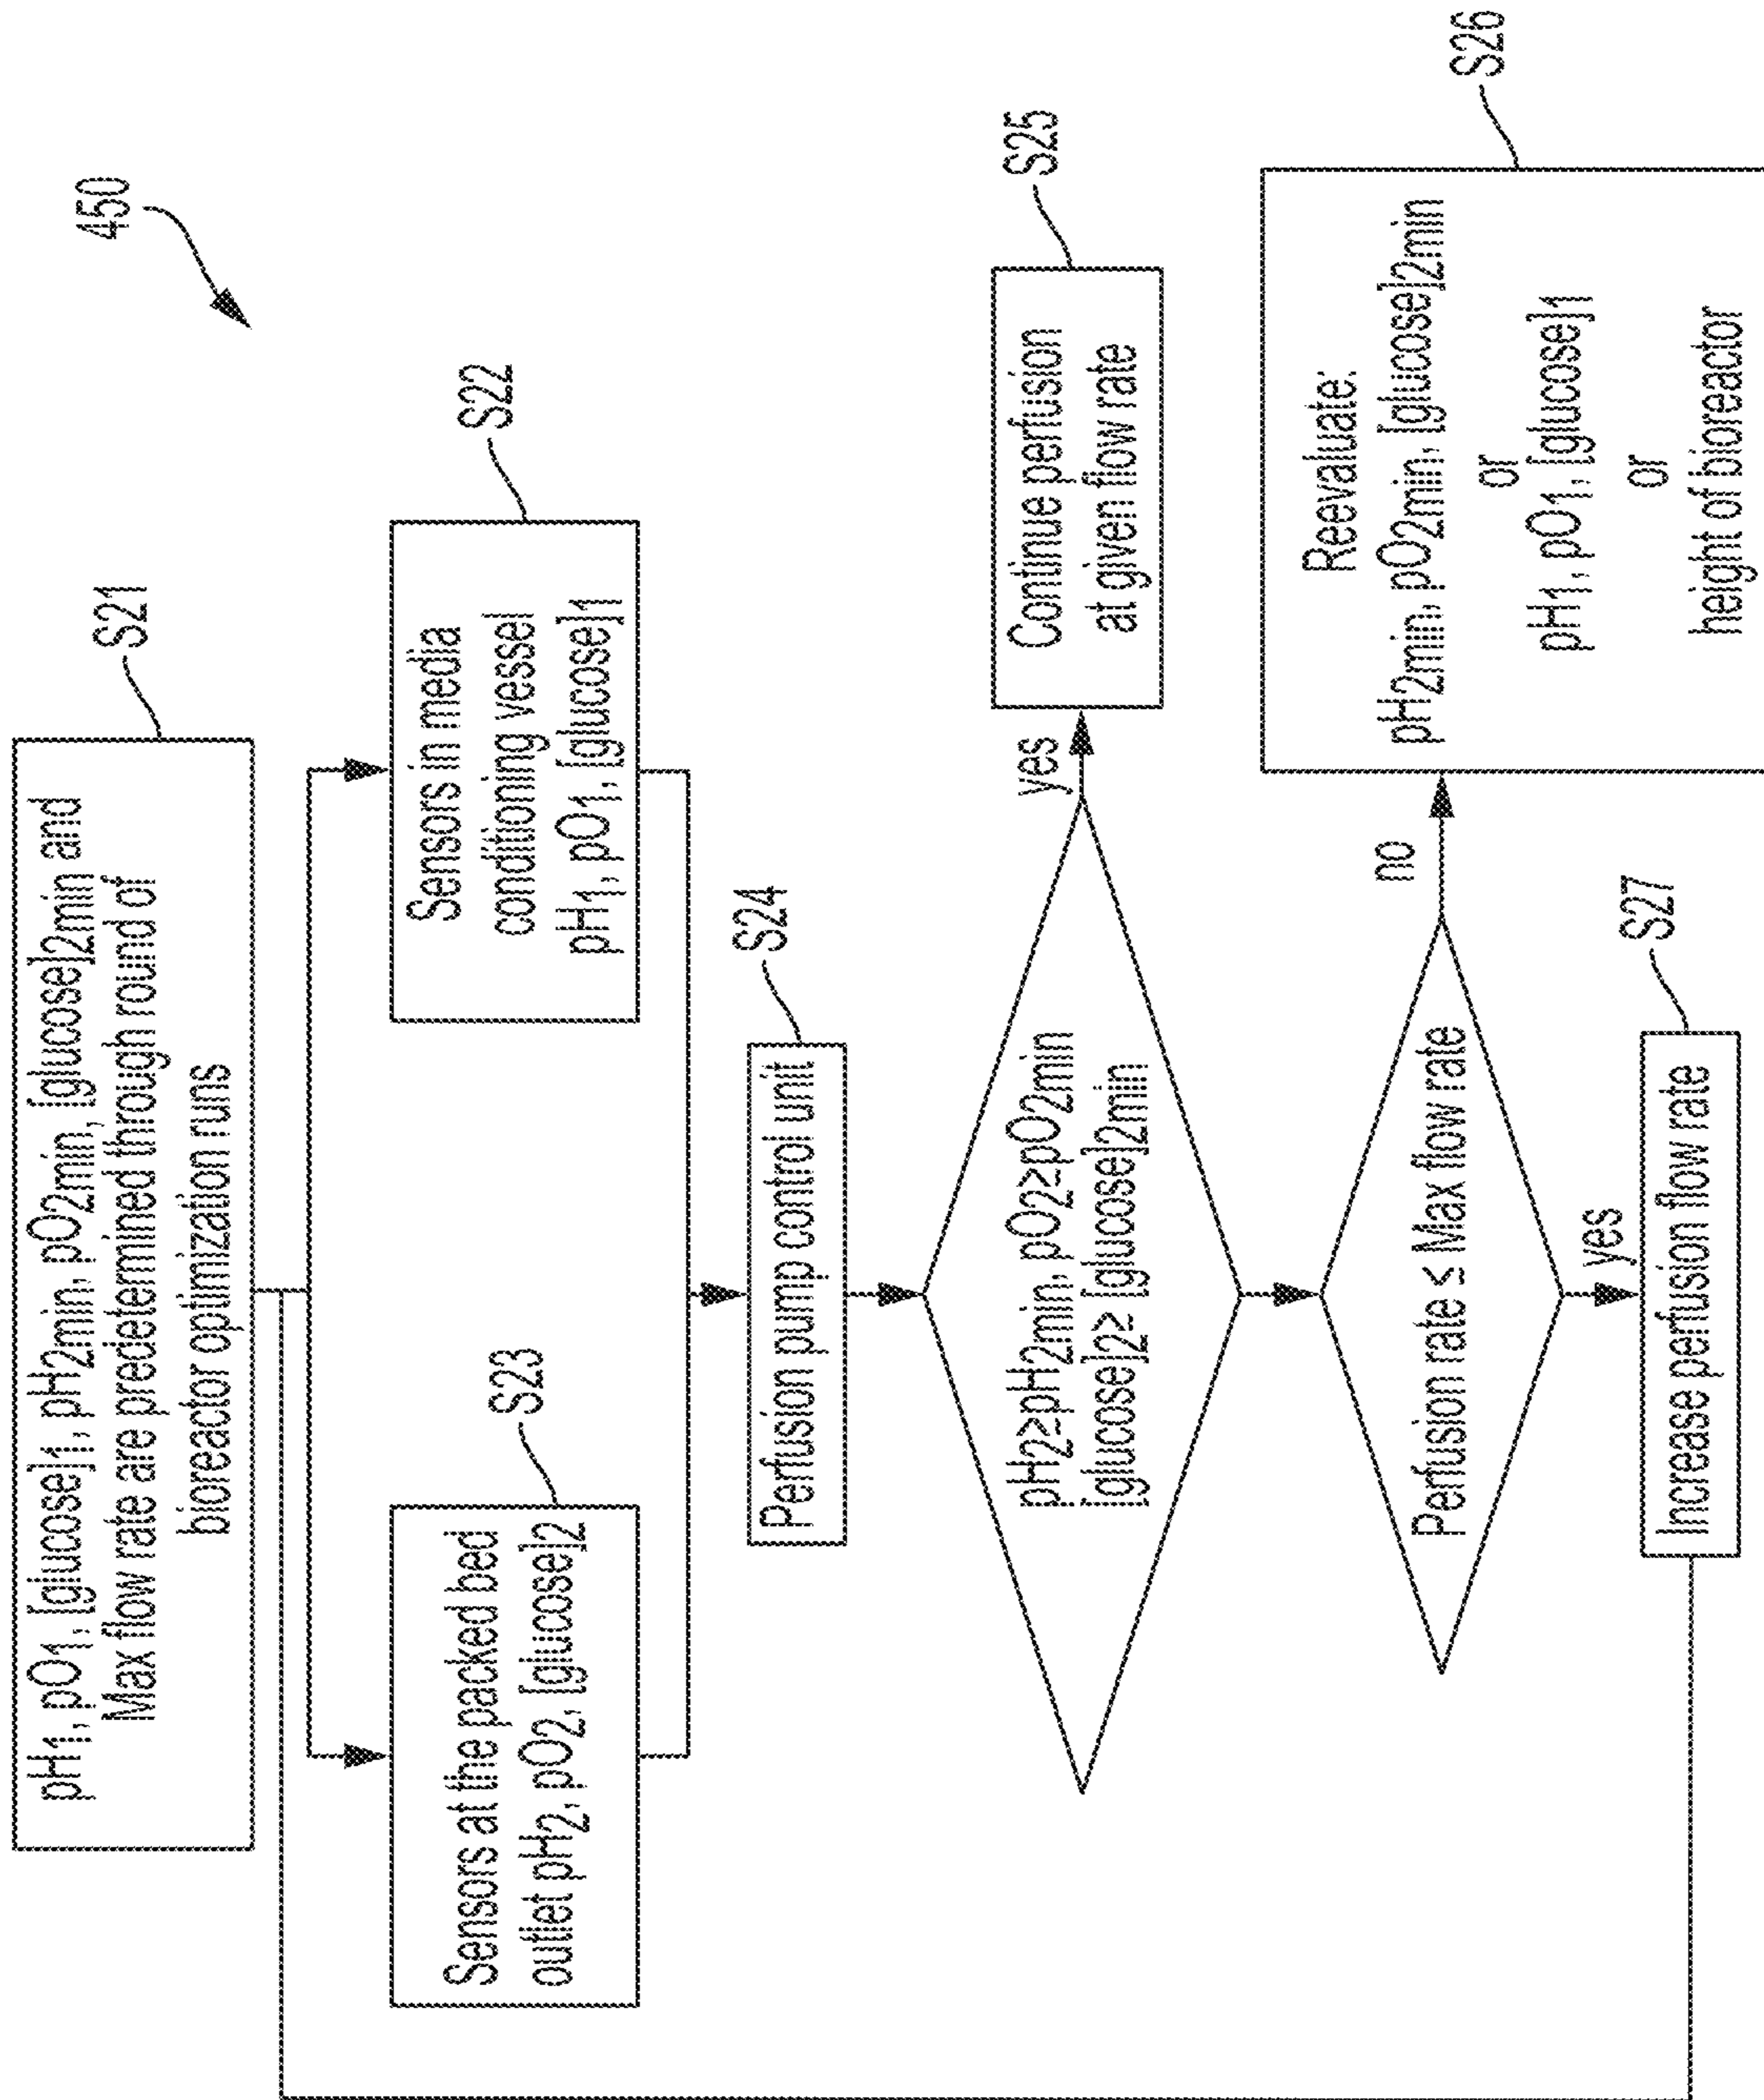 450
S21
pH1, pO1, [glucose]1, pH2min, pO2min, [glucose]2min and
Max flow rate are predetermined through round of
bioreactor optimization runs
S23
Sensors at the packed bed
outlet pH2, pO2, [glucose]2
S22
Sensors in media
conditioning vessel
pH1, pO1, [glucose]1
S24
Perfusion pump control unit
pH2≥pH2min, pO2≥pO2min
[glucose]2≥ [glucose]2min
yes
S25
Continue perfusion
at given flow rate
Perfusion rate ≤ Max flow rate
no
S26
Reevaluate:
pH2min, pO2min, [glucose]2min
or
pH1, pO1, [glucose]1
or
height of bioreactor
yes
S27
Increase perfusion flow rate